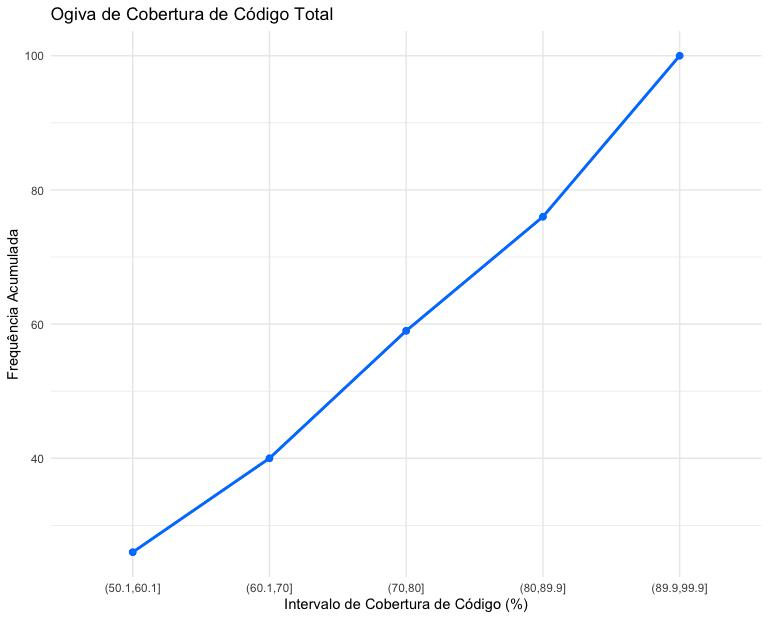 Ogiva de Cobertura de Código Total
Frequência Acumulada
100
80
60
40
(50.1,60.1] (60.1,70] (70,80] (80,89.9] (89.9,99.9]
Intervalo de Cobertura de Código (%)